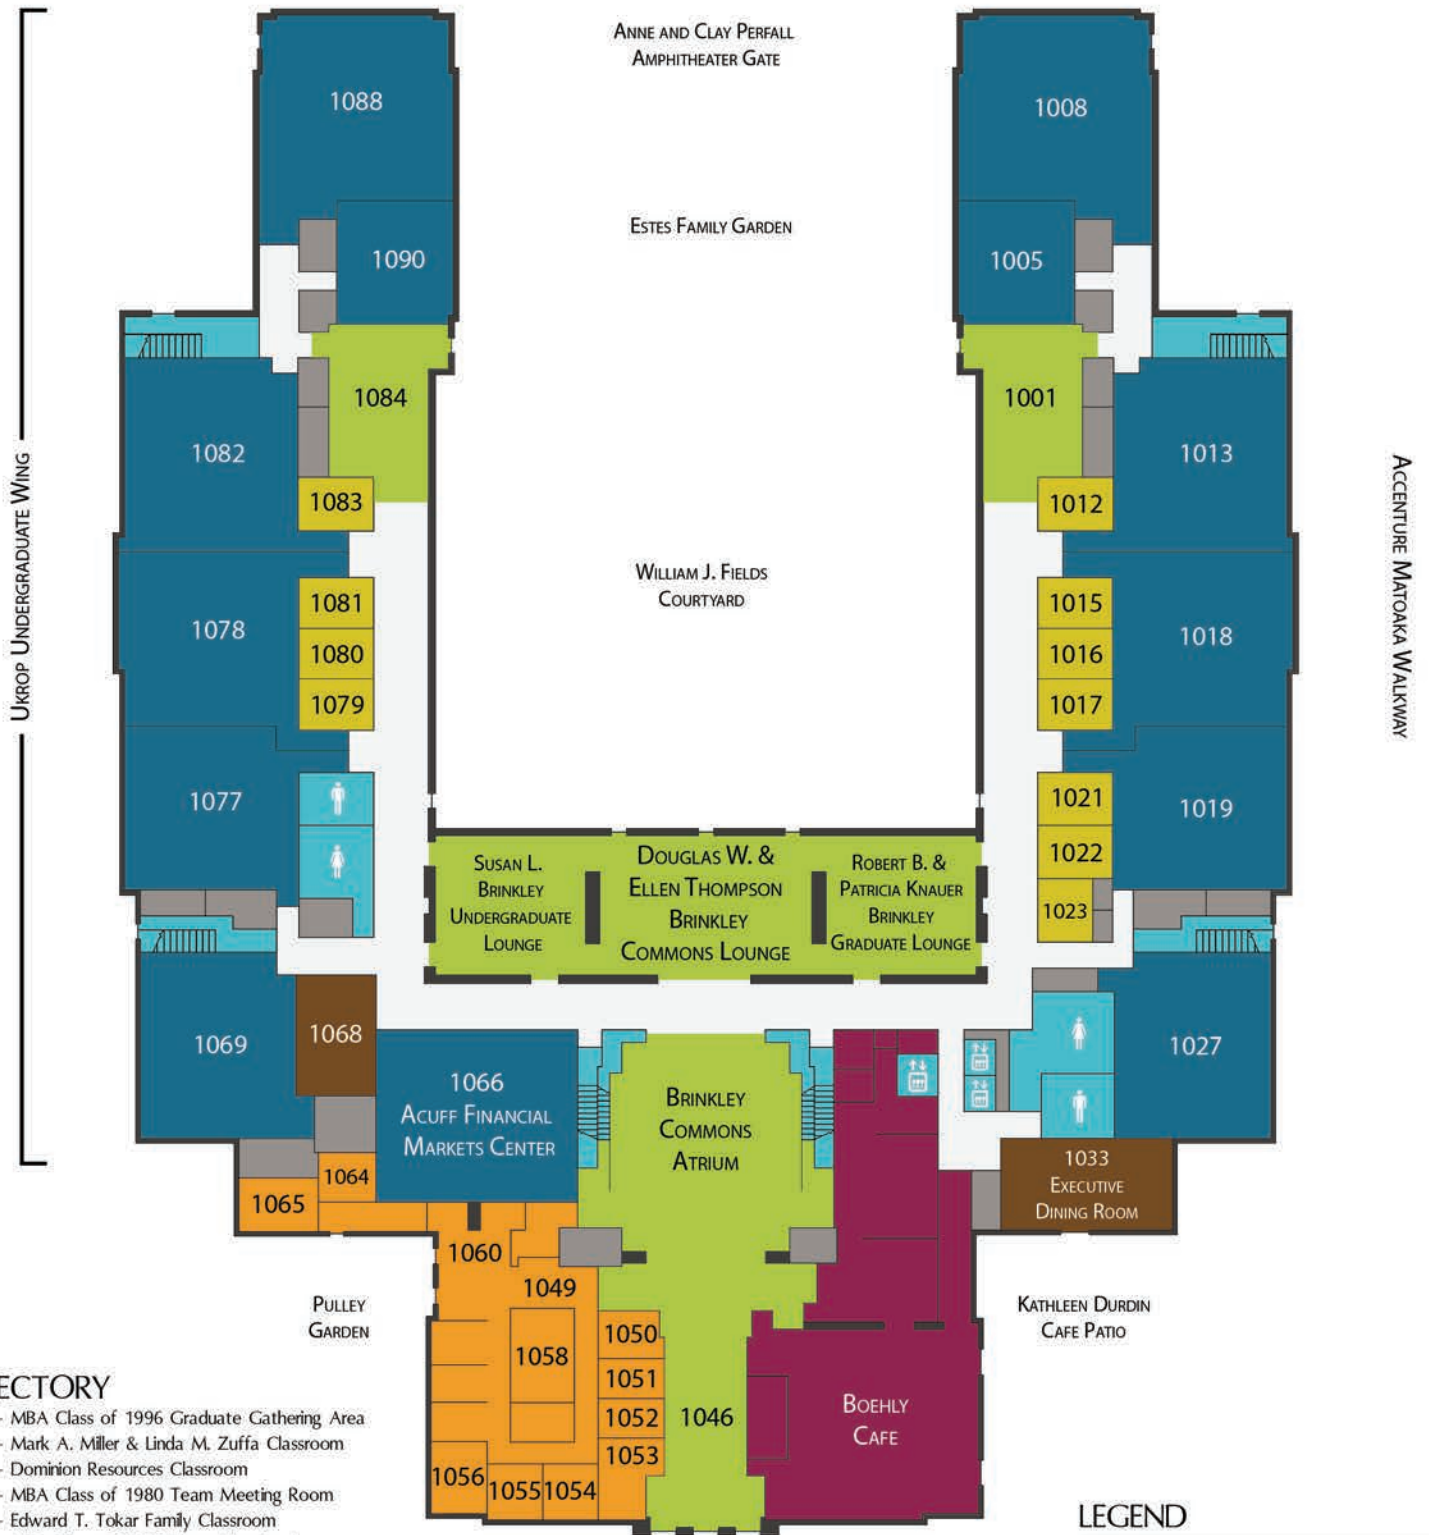 Anne and Clay Perfall
Amphitheater Gate
1088
1008
Estes Family Garden
1090
1005
1084
1001
1082
1013
1083
1012
William J. Fields
Courtyard
1081
1015
1078
1018
1080
1016
1079
1017
Ukrop Undergraduate Wing
Accenture Matoaka Walkway
1077
1021
1019
1022
1023
Susan L.
Brinkley
Undergraduate
Lounge
Douglas W. &
Ellen Thompson
Brinkley
Commons Lounge
Robert B. &
Patricia Knauer
Brinkley
Graduate Lounge
1069
1068
1066
Acuff Financial
Markets Center
Brinkley
Commons
Atrium
1027
1033
Executive
Dining Room
1064
1065
1060
1049
1050
1058
1051
1052
1053
1046
1056
1055
1054
Boehly
Cafe
Pulley
Garden
Kathleen Durdin
Cafe Patio
ECTORY
- MBA Class of 1996 Graduate Gathering Area
- Mark A. Miller & Linda M. Zuffa Classroom
- Dominion Resources Classroom
- MBA Class of 1980 Team Meeting Room
- Edward T. Tokar Family Classroom
LEGEND